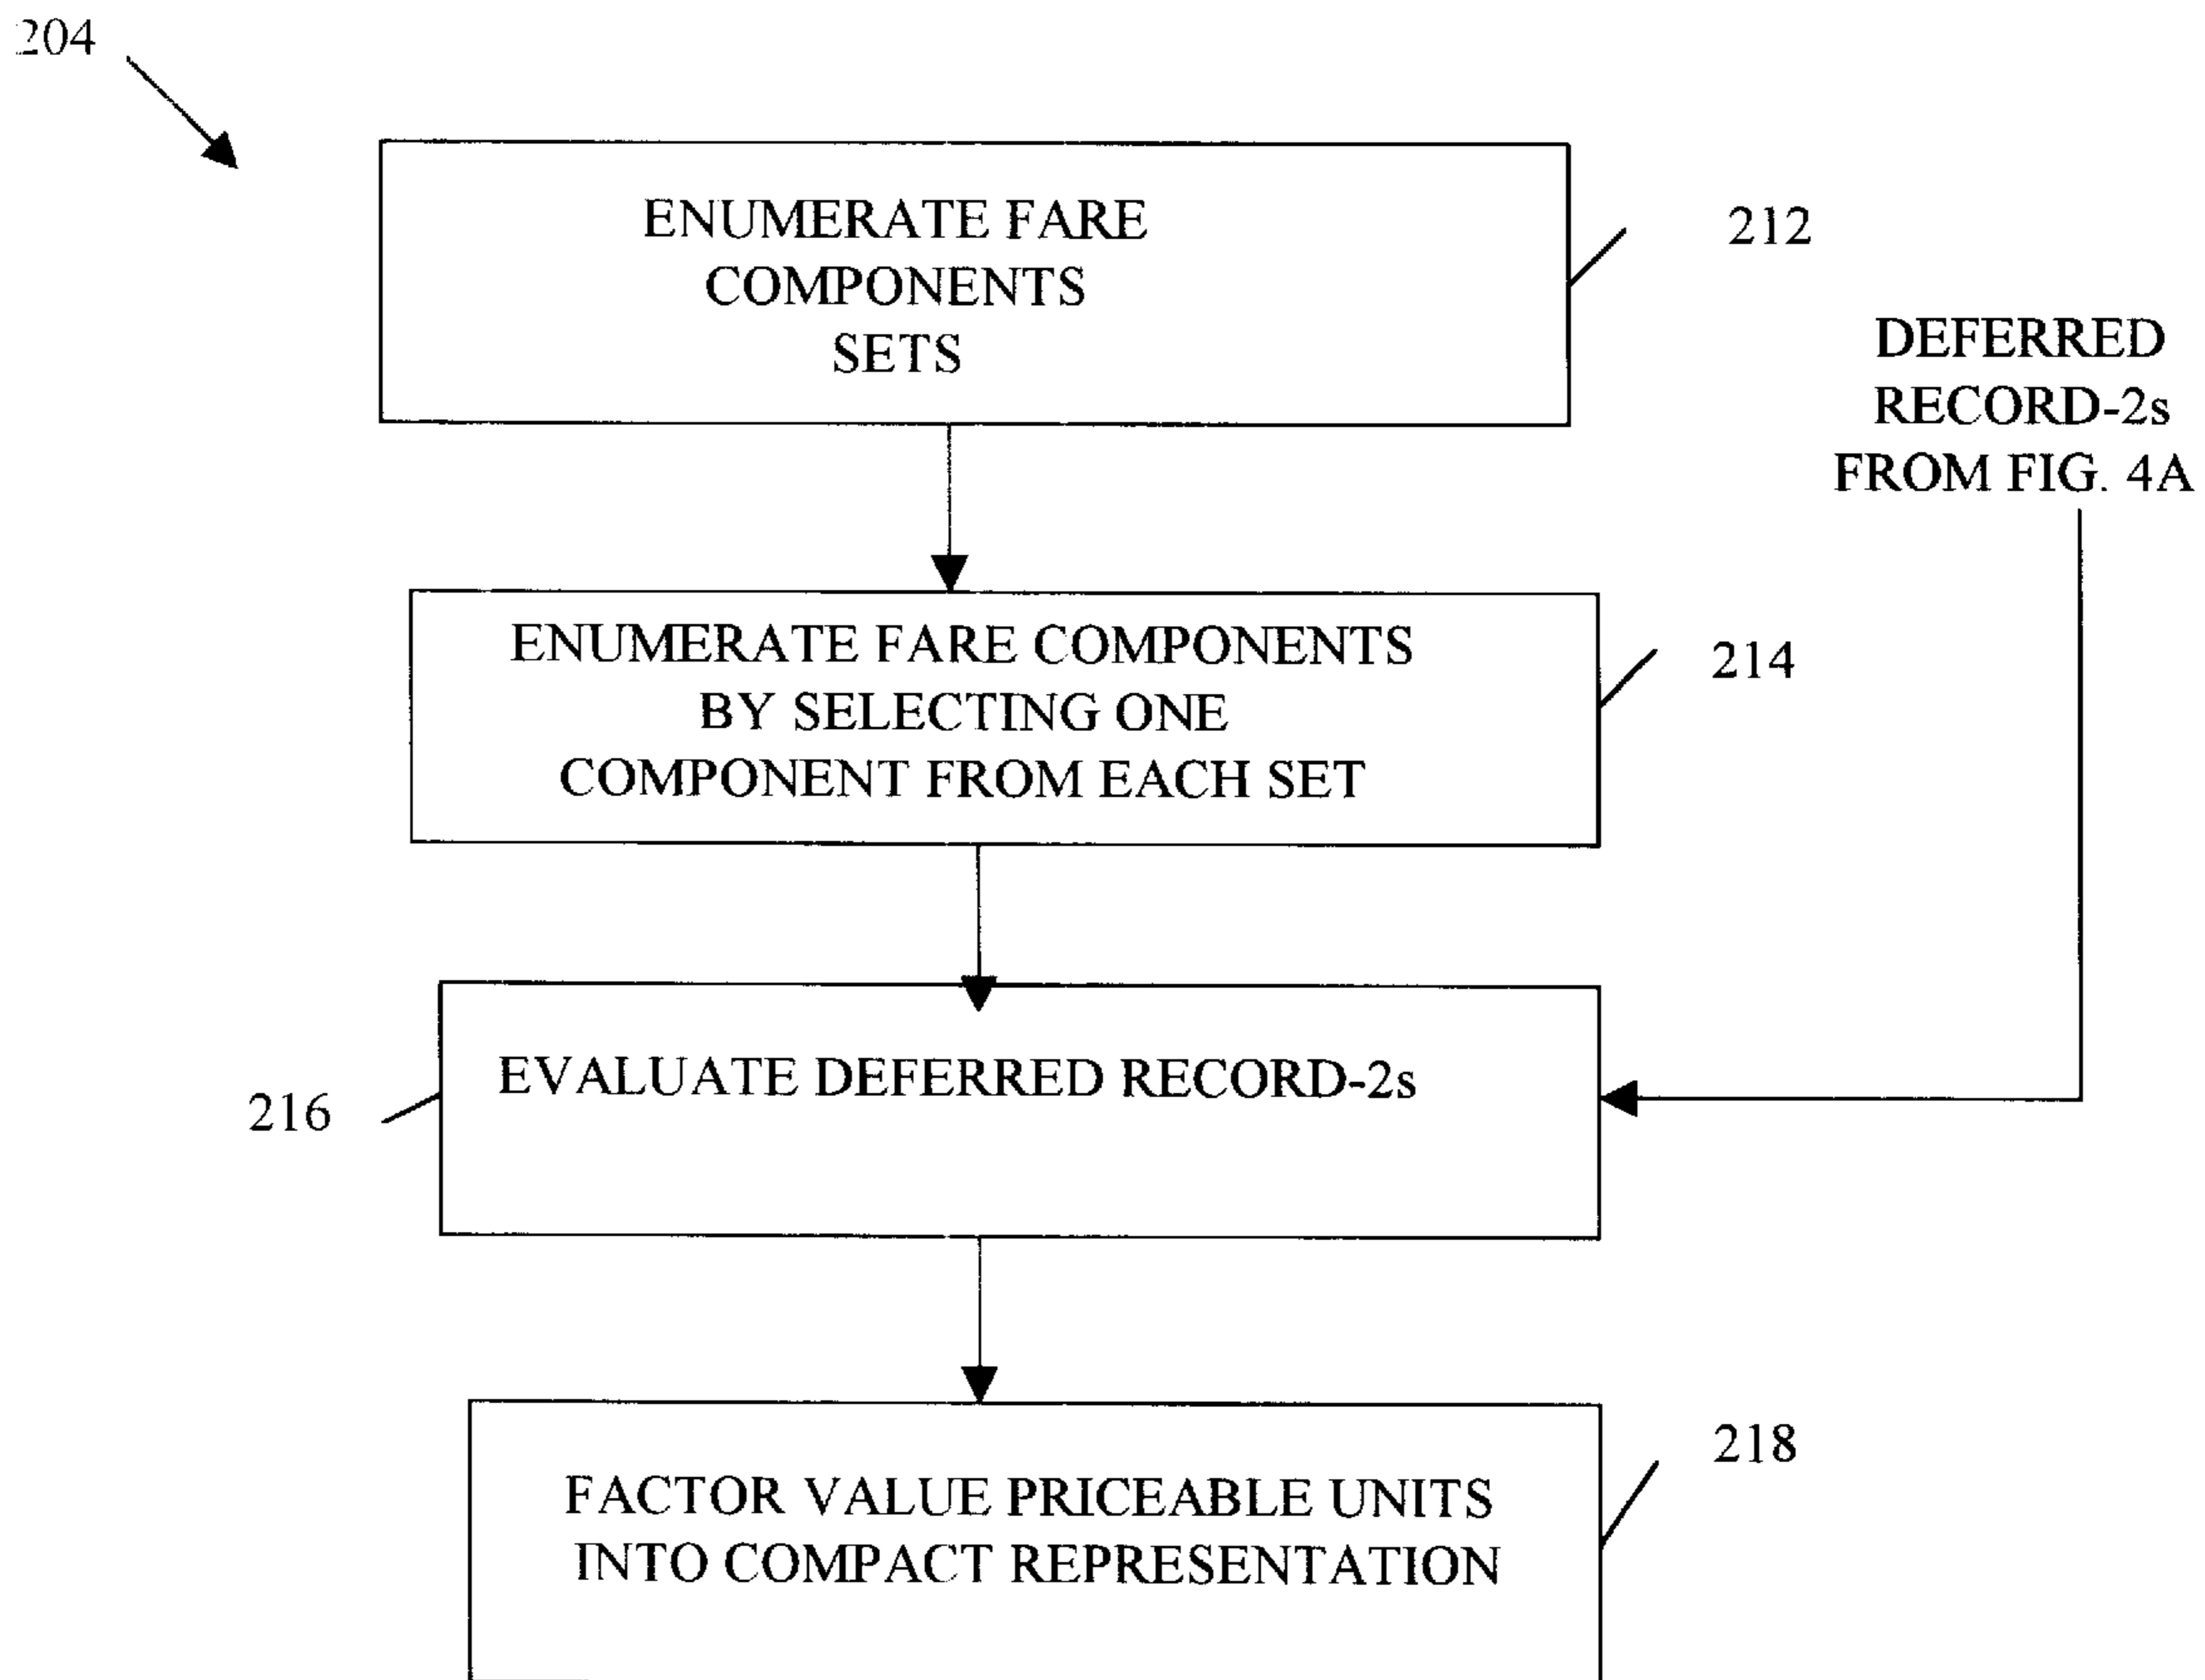 204
ENUMERATE FARE
COMPONENTS
SETS
212
DEFERRED
RECORD-2s
FROM FIG. 4A
ENUMERATE FARE COMPONENTS
BY SELECTING ONE
COMPONENT FROM EACH SET
214
EVALUATE DEFERRED RECORD-2s
216
FACTOR VALUE PRICEABLE UNITS
INTO COMPACT REPRESENTATION
218